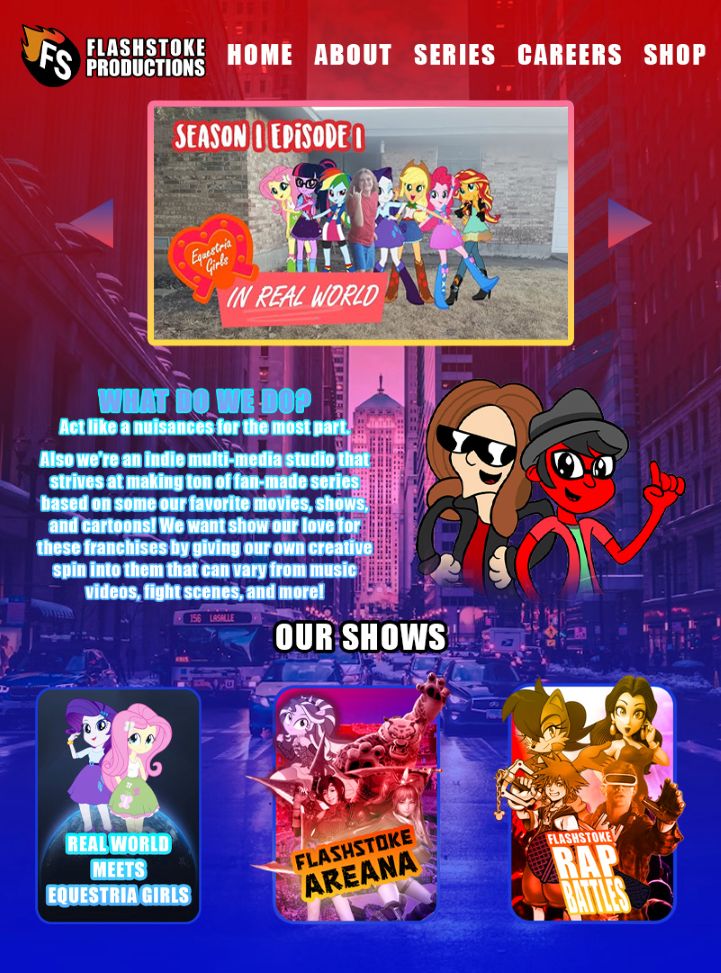 FS
FLASHSTOKE
PRODUCTIONS
HOME ABOUT SERIES CAREERS SHOP
SEASON 1 EPISODE 1
Equestria
Girls
IN REAL WORLD
WHAT DO WE DO?
Act like a nuisances for the most part.
Also we're an indie multi-media studio that
strives at making ton of fan-made series
based on some our favorite movies, shows,
and cartoons! We want show our love for
these franchises by giving our own creative
spin into them that can vary from music
videos, fight scenes, and more!
156 LASALLE
OUR SHOWS
REAL WORLD
MEETS
EQUESTRIA GIRLS
FLASHSTOKE
AREANA
FLASHSTOKE
RAP
BATTLES